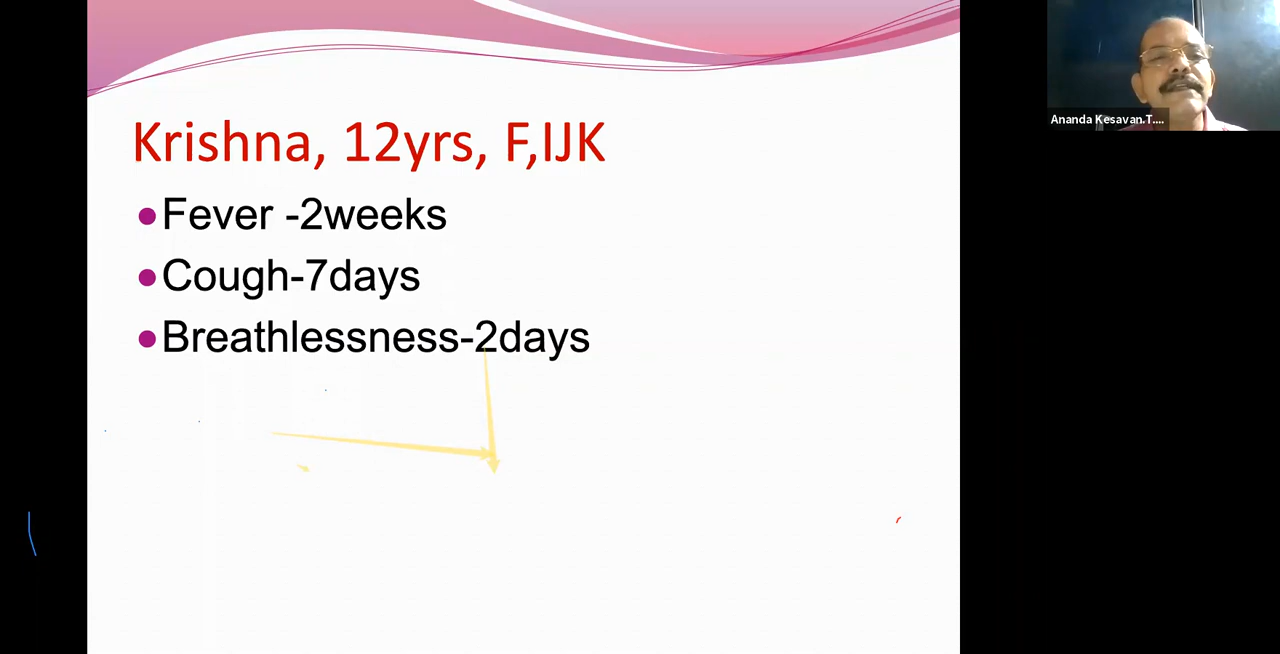 Krishna, 12yrs, F,IJK
●Fever -2weeks
●Cough-7days
●Breathlessness-2days
Ananda Kesavan.T....